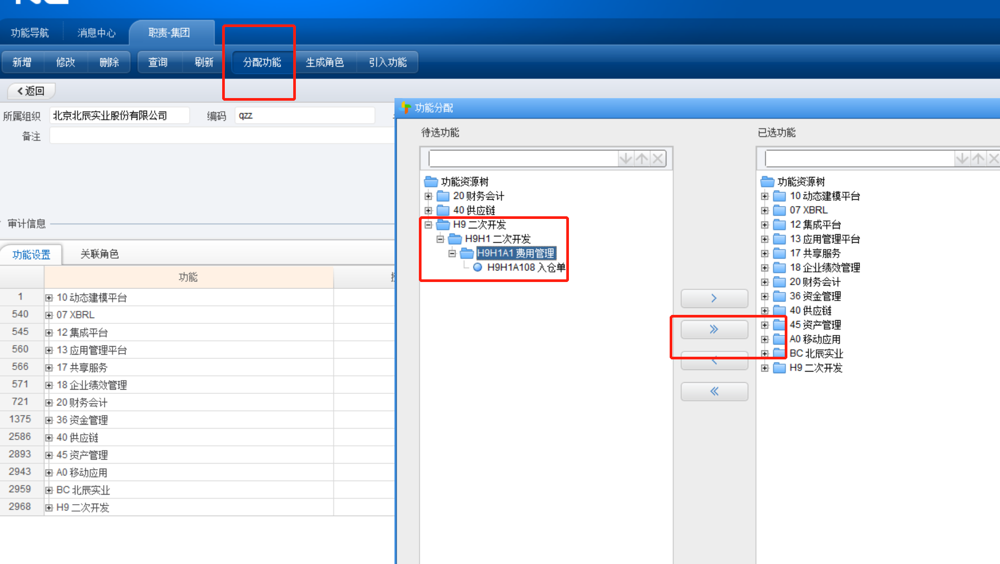 功能导航 消息中心 职责-集团
新增 修改 删除 查询 刷新 分配功能 生成角色 引入功能
返回
所属组织 北京北辰实业股份有限公司 编码 qzz
备注
审计信息
功能设置 关联角色
功能
1 10 动态建模平台
540 07 XBRL
545 12 集成平台
560 13 应用管理平台
566 17 共享服务
571 18 企业绩效管理
721 20 财务会计
1375 36 资金管理
2586 40 供应链
2893 45 资产管理
2943 A0 移动应用
2959 BC 北辰实业
2968 H9 二次开发
功能分配
待选功能
功能资源树
20 财务会计
40 供应链
H9 二次开发
H9H1 二次开发
H9H1A1 费用管理
H9H1A108 入仓单
已选功能
功能资源树
10 动态建模平台
07 XBRL
12 集成平台
13 应用管理平台
17 共享服务
18 企业绩效管理
20 财务会计
36 资金管理
40 供应链
45 资产管理
A0 移动应用
BC 北辰实业
H9 二次开发